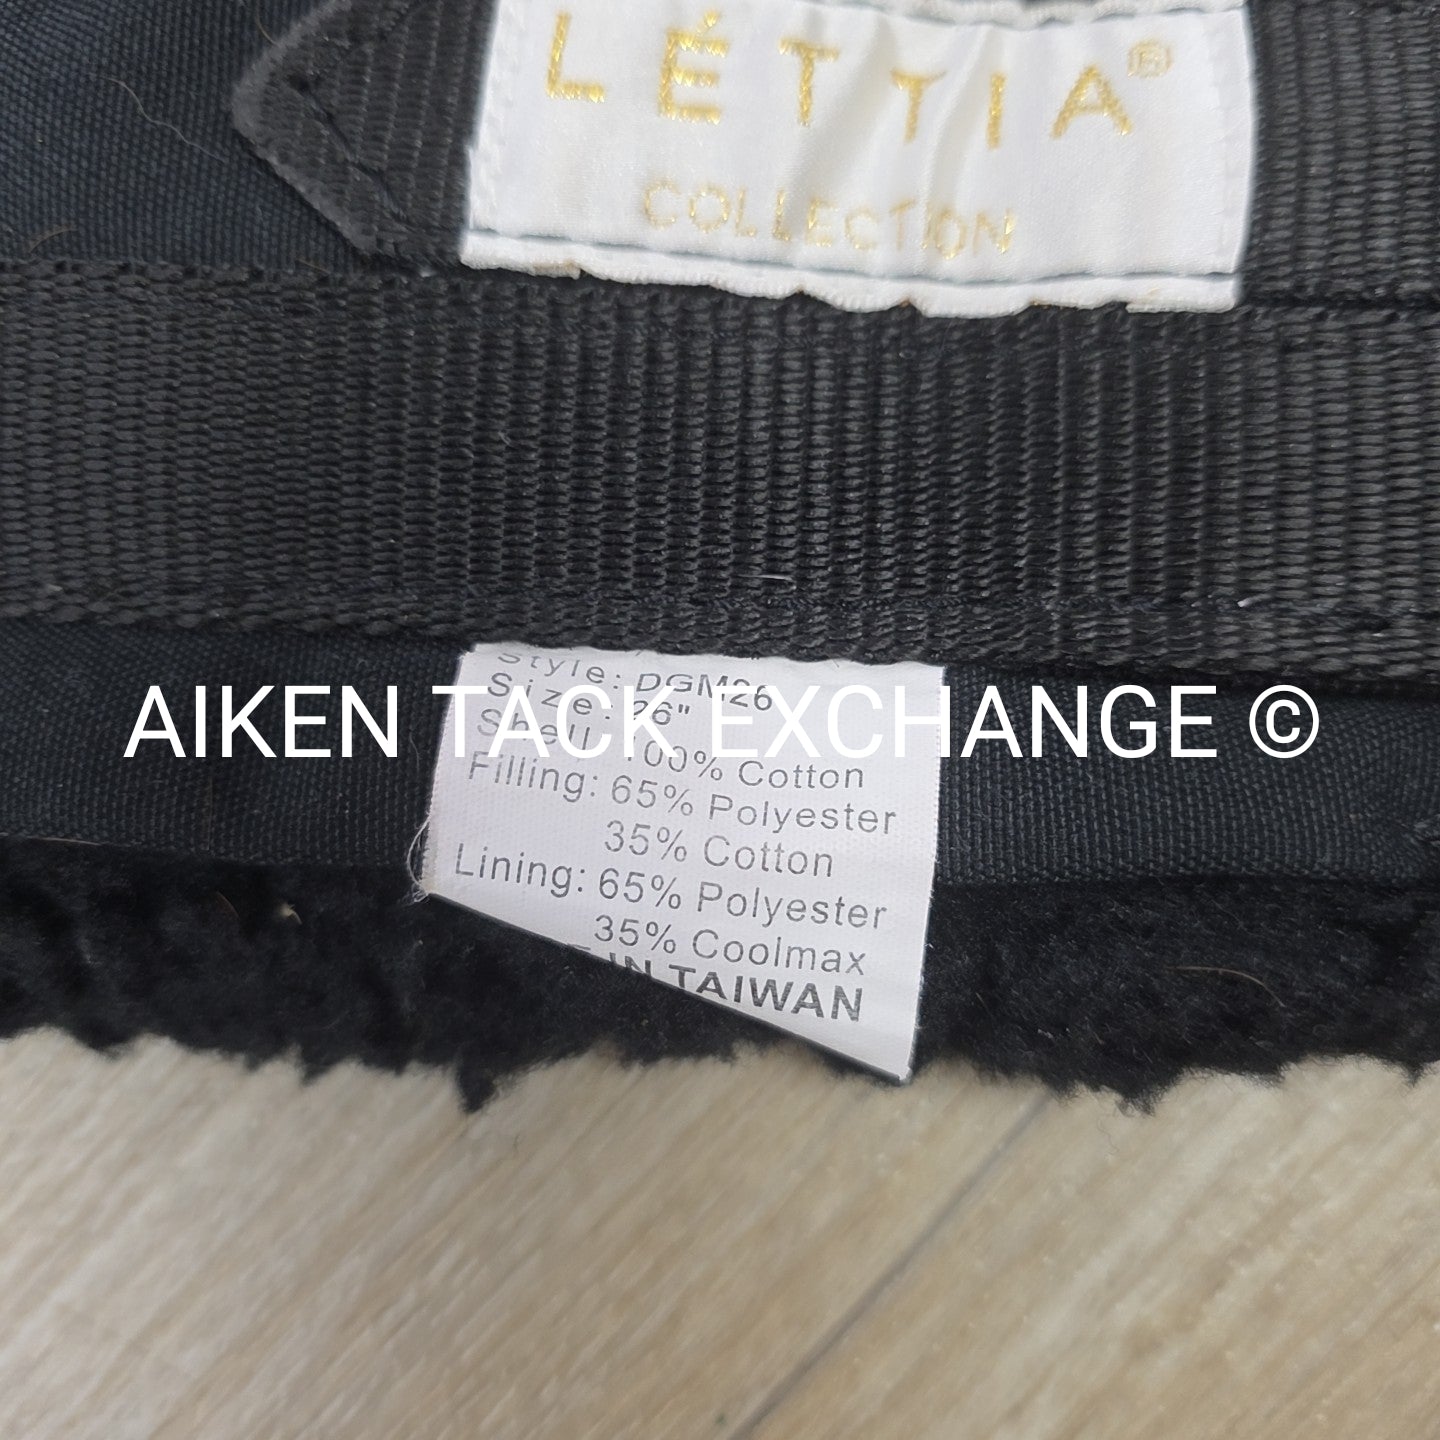 LÉTTIA®
COLLECTION
Style: DGM26
Size: 26"
AIKEN TACK EXCHANGE ©
Shell: 100% Cotton
Filling: 65% Polyester
35% Cotton
Lining: 65% Polyester
35% Coolmax
IN TAIWAN